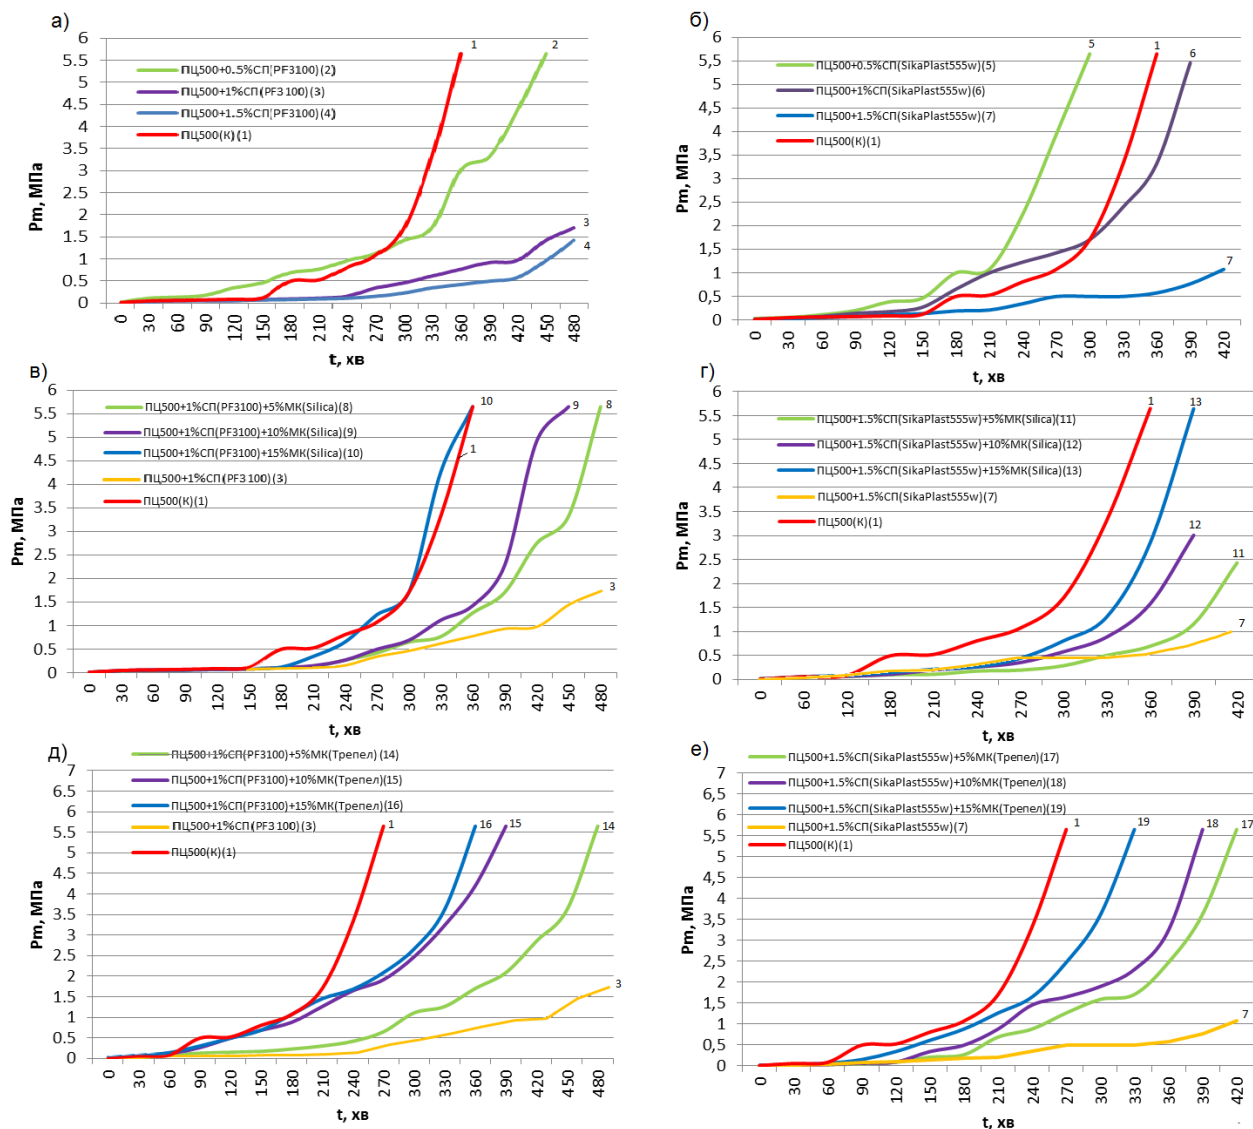 а)
6
5.5
5
4.5
4
3.5
3
2.5
2
1.5
1
0.5
0
Pm, МПа
ПЦ500+0.5%СП(PF3100)(2)
ПЦ500+1%СП(PF3100)(3)
ПЦ500+1.5%СП(PF3100)(4)
ПЦ500(К)(1)
1
2
3
4
0 30 60 90 120 150 180 210 240 270 300 330 360 390 420 450 480
t, хв
б)
6
5,5
5
4,5
4
3,5
3
2,5
2
1,5
1
0,5
0
Pm, МПа
ПЦ500+0.5%СП(SikaPlast555w)(5)
ПЦ500+1%СП(SikaPlast555w)(6)
ПЦ500+1.5%СП(SikaPlast555w)(7)
ПЦ500(К)(1)
5
1
6
7
0 30 60 90 120 150 180 210 240 270 300 330 360 390 420
t, хв
в)
6
5.5
5
4.5
4
3.5
3
2.5
2
1.5
1
0.5
0
Pm, МПа
ПЦ500+1%СП(PF3100)+5%МК(Silica)(8)
ПЦ500+1%СП(PF3100)+10%МК(Silica)(9)
ПЦ500+1%СП(PF3100)+15%МК(Silica)(10)
ПЦ500+1%СП(PF3100)(3)
ПЦ500(К)(1)
10
9
8
1
3
0 30 60 90 120 150 180 210 240 270 300 330 360 390 420 450 480
t, хв
г)
6
5.5
5
4.5
4
3.5
3
2.5
2
1.5
1
0.5
0
Pm, МПа
ПЦ500+1.5%СП(SikaPlast555w)+5%МК(Silica)(11)
ПЦ500+1.5%СП(SikaPlast555w)+10%МК(Silica)(12)
ПЦ500+1.5%СП(SikaPlast555w)+15%МК(Silica)(13)
ПЦ500+1.5%СП(SikaPlast555w)(7)
ПЦ500(К)(1)
1
13
12
11
7
0 60 120 180 210 240 270 300 330 360 390 420
t, хв
д)
7
6.5
6
5.5
5
4.5
4
3.5
3
2.5
2
1.5
1
0.5
0
Pm, МПа
ПЦ500+1%СП(PF3100)+5%МК(Трепел)(14)
ПЦ500+1%СП(PF3100)+10%МК(Трепел)(15)
ПЦ500+1%СП(PF3100)+15%МК(Трепел)(16)
ПЦ500+1%СП(PF3100)(3)
ПЦ500(К)(1)
1
16
15
14
3
0 30 60 90 120 150 180 210 240 270 300 330 360 390 420 450 480
t, хв
е)
7
6,5
6
5,5
5
4,5
4
3,5
3
2,5
2
1,5
1
0,5
0
Pm, МПа
ПЦ500+1.5%СП(SikaPlast555w)+5%МК(Трепел)(17)
ПЦ500+1.5%СП(SikaPlast555w)+10%МК(Трепел)(18)
ПЦ500+1.5%СП(SikaPlast555w)+15%МК(Трепел)(19)
ПЦ500+1.5%СП(SikaPlast555w)(7)
ПЦ500(К)(1)
1
19
18
17
7
0 30 60 90 120 150 180 210 240 270 300 330 360 390 420
t, хв